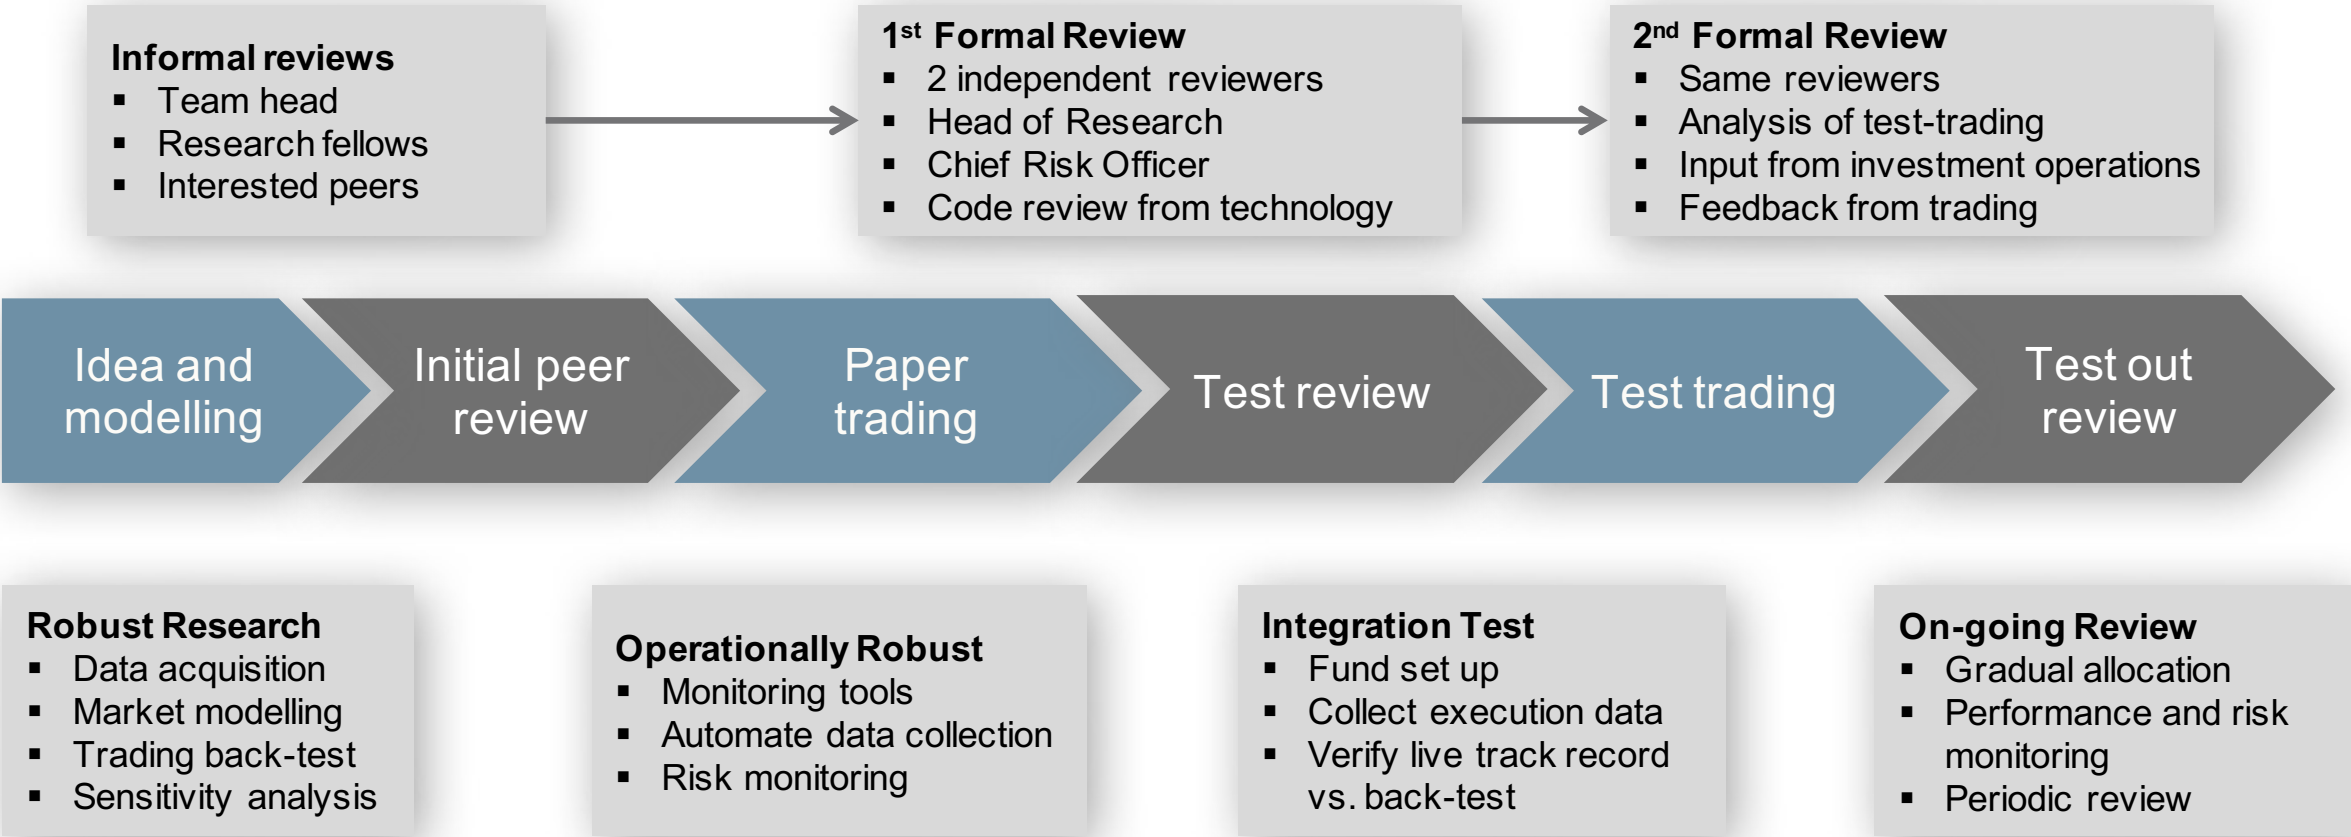 Informal reviews
▪ Team head
▪ Research fellows
▪ Interested peers
1st Formal Review
▪ 2 independent reviewers
▪ Head of Research
▪ Chief Risk Officer
▪ Code review from technology
2nd Formal Review
▪ Same reviewers
▪ Analysis of test-trading
▪ Input from investment operations
▪ Feedback from trading
Idea and
modelling
Initial peer
review
Paper
trading
Test review
Test trading
Test out
review
Robust Research
▪ Data acquisition
▪ Market modelling
▪ Trading back-test
▪ Sensitivity analysis
Operationally Robust
▪ Monitoring tools
▪ Automate data collection
▪ Risk monitoring
Integration Test
▪ Fund set up
▪ Collect execution data
▪ Verify live track record
vs. back-test
On-going Review
▪ Gradual allocation
▪ Performance and risk
monitoring
▪ Periodic review